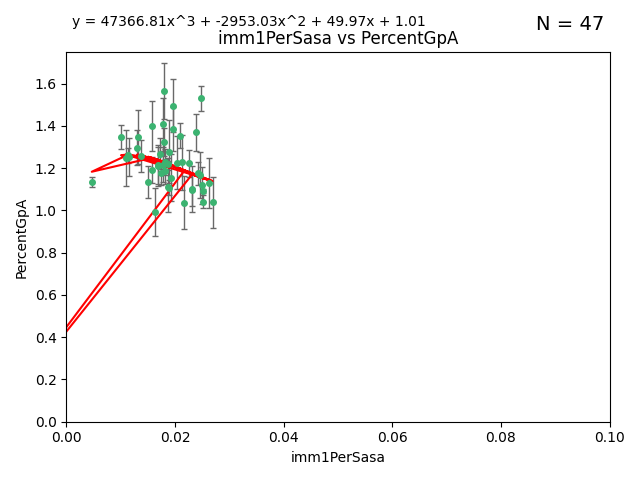 y = 47366.81x^3 + -2953.03x^2 + 49.97x + 1.01
N = 47
imm1PerSasa vs PercentGpA
PercentGpA
1.6
1.4
1.2
1.0
0.8
0.6
0.4
0.2
0.0
0.00 0.02 0.04 0.06 0.08 0.10
imm1PerSasa